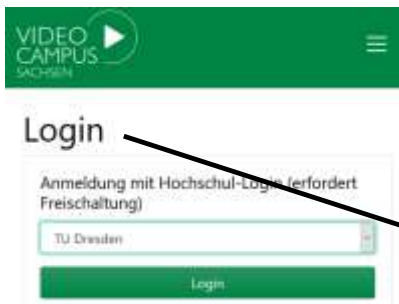 VIDEO
CAMPUS
SACHSEN
Login
Anmeldung mit Hochschul-Login (erfordert
Freischaltung)
TU Dresden
Login